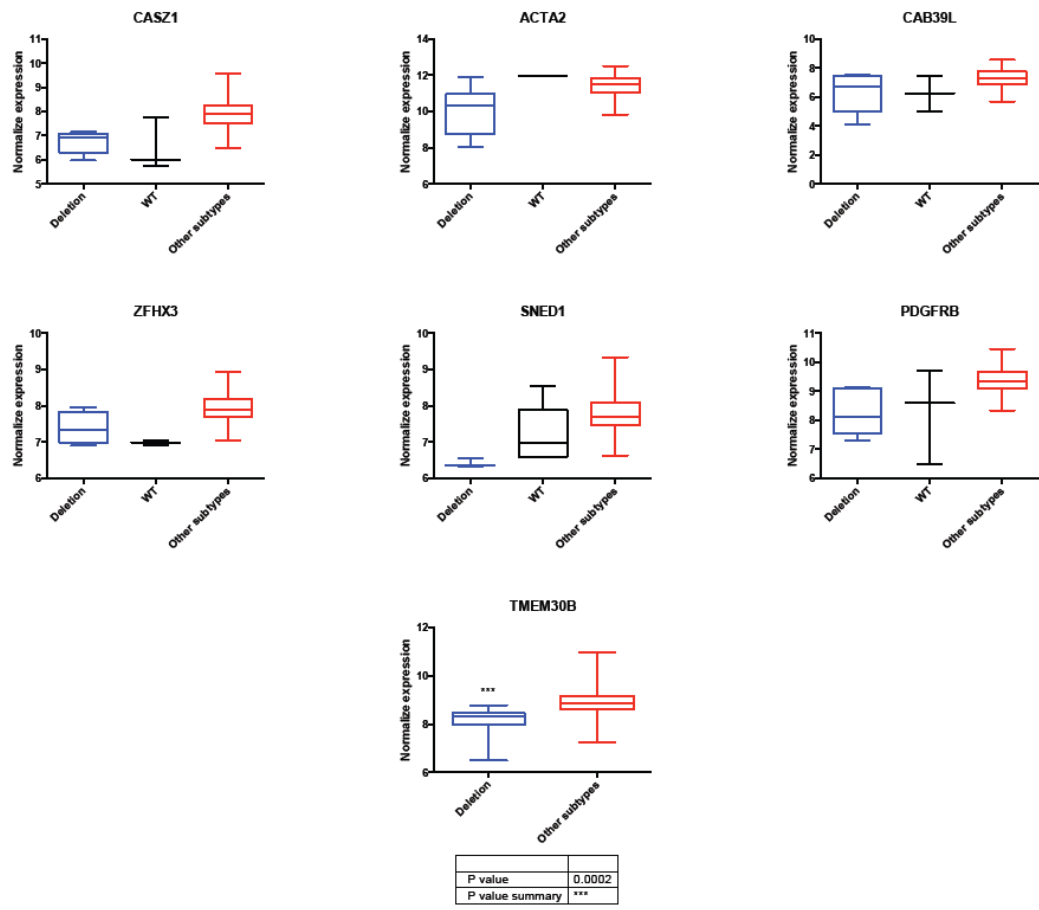 CASZ1
Normalize expression
11
10
9
8
7
6
5
Deletion
WT
Other subtypes
ACTA2
Normalize expression
14
12
10
8
6
Deletion
WT
Other subtypes
CAB39L
Normalize expression
10
8
6
4
2
0
Deletion
WT
Other subtypes
ZFHX3
Normalize expression
10
9
8
7
6
Deletion
WT
Other subtypes
SNED1
Normalize expression
10
9
8
7
6
Deletion
WT
Other subtypes
PDGFRB
Normalize expression
11
10
9
8
7
6
Deletion
WT
Other subtypes
TMEM30B
Normalize expression
12
10
8
6
***
Deletion
Other subtypes
P value 0.0002
P value summary ***